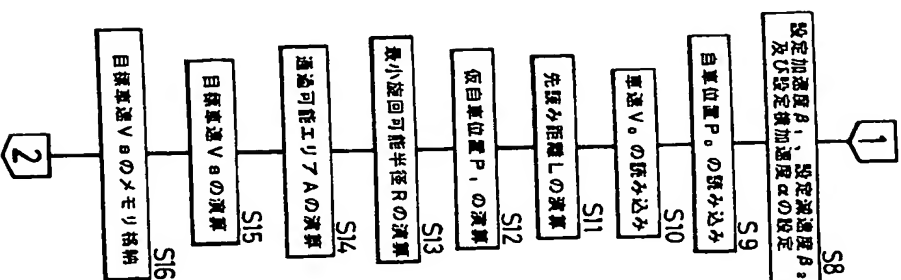 1
S8
設定加速度β₁、設定減速度β₂
及び設定横加速度αの設定
S9
自車位置P₀の読み込み
S10
車速V₀の読み込み
S11
先読み距離Lの演算
S12
仮自車位置P₁の演算
S13
最小旋回可能半径Rの演算
S14
通過可能エリアAの演算
S15
目標車速Vaの演算
S16
目標車速Vaのメモリ格納
2